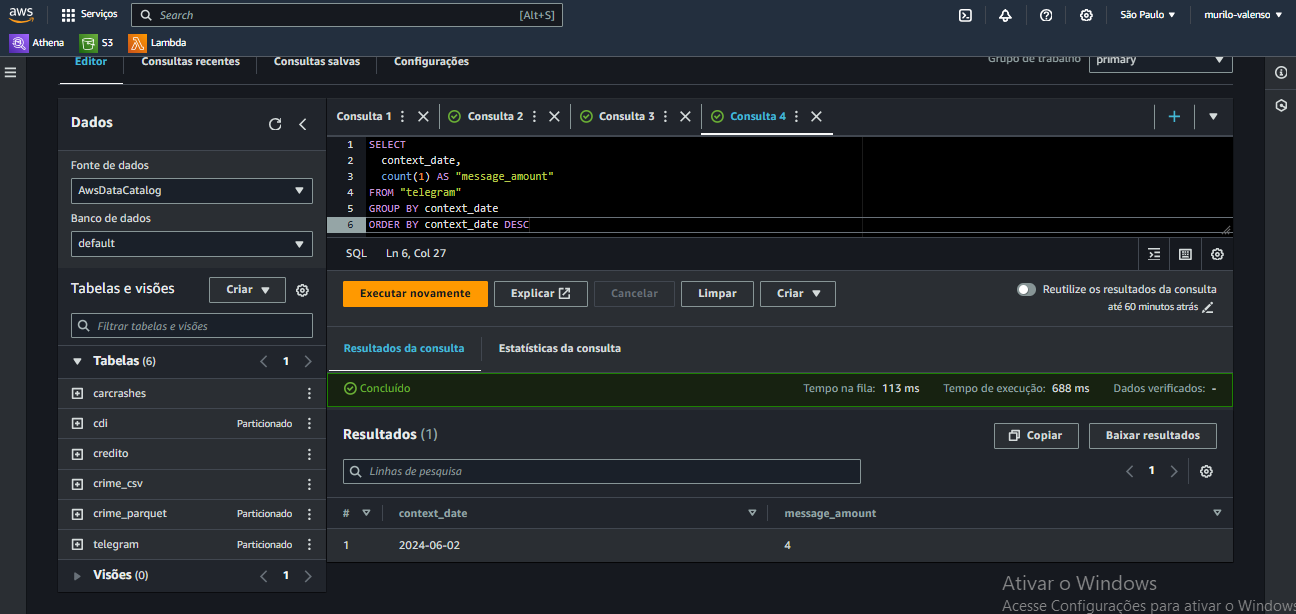 aws Serviços Search [Alt+S] São Paulo murilo-valenso
Athena S3 Lambda
Editor Consultas recentes Consultas salvas Configurações Grupo de trabalho primary
Dados
Fonte de dados
AwsDataCatalog
Banco de dados
default
Tabelas e visões Criar
Filtrar tabelas e visões
Tabelas (6) 1
carcrashes
cdi Particionado
credito
crime_csv
crime_parquet Particionado
telegram Particionado
Visões (0) 1
Consulta 1 Consulta 2 Consulta 3 Consulta 4
1 SELECT
2 context_date,
3 count(1) AS "message_amount"
4 FROM "telegram"
5 GROUP BY context_date
6 ORDER BY context_date DESC
SQL Ln 6, Col 27
Executar novamente Explicar Cancelar Limpar Criar
Reutilize os resultados da consulta
até 60 minutos atrás
Resultados da consulta Estatísticas da consulta
Concluído Tempo na fila: 113 ms Tempo de execução: 688 ms Dados verificados: -
Resultados (1) Copiar Baixar resultados
Linhas de pesquisa 1
# context_date message_amount
1 2024-06-02 4
Ativar o Windows
Acesse Configurações para ativar o Windows